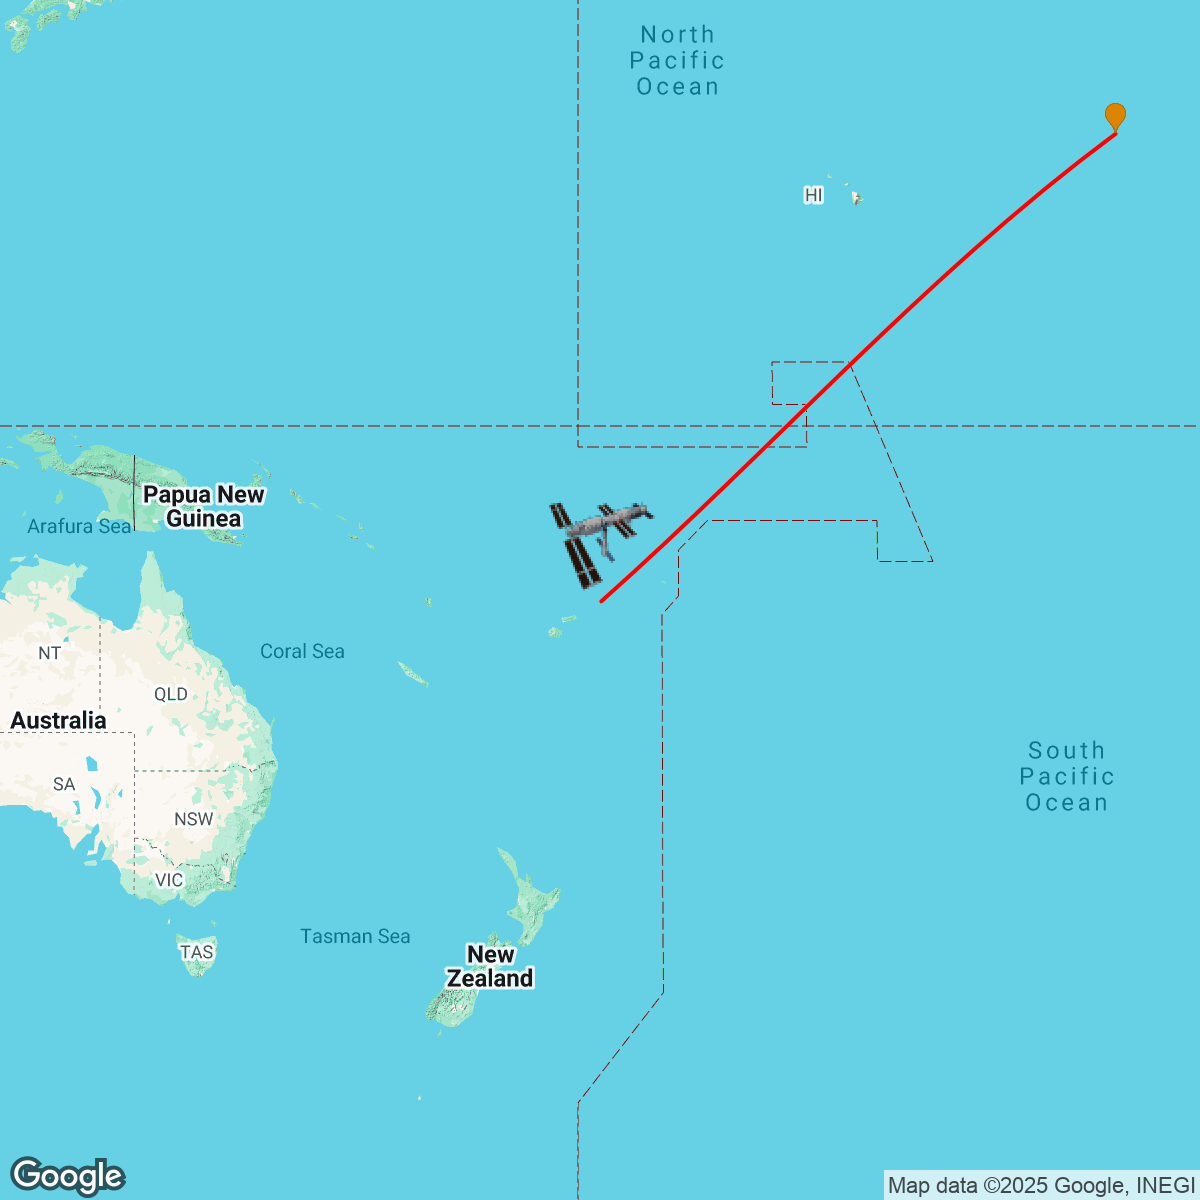 North
Pacific
Ocean
HI
Papua New
Guinea
Arafura Sea
Coral Sea
NT
QLD
Australia
SA
NSW
VIC
South
Pacific
Ocean
TAS
Tasman Sea
New
Zealand
Google
Map data ©2025 Google, INEGI